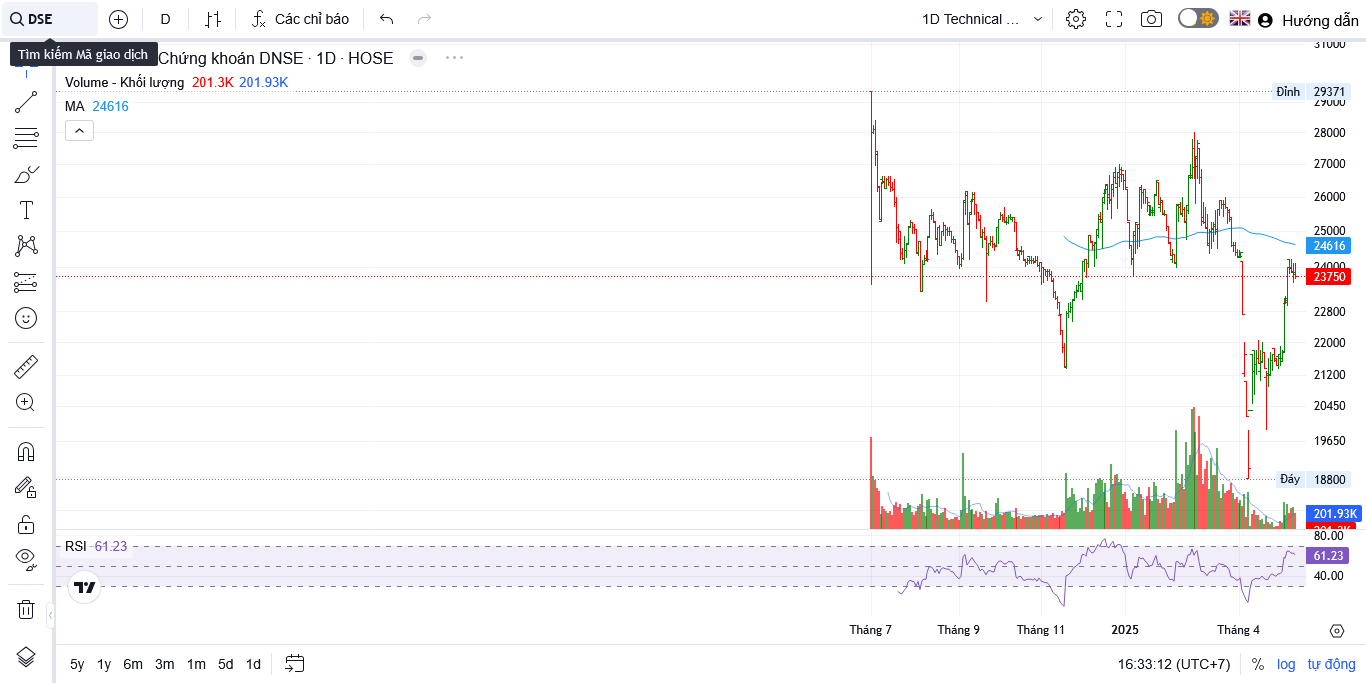 DSE
D
Các chỉ báo
1D Technical ...
Hướng dẫn
Tìm kiếm Mã giao dịch
Chứng khoán DNSE · 1D · HOSE
Volume - Khối lượng 201.3K 201.93K
MA 24616
31000
Đỉnh 29371
29000
28000
27000
26000
25000
24616
24000
23750
22800
22000
21200
20450
19650
Đáy 18800
201.93K
201.3K
80.00
RSI 61.23
61.23
40.00
Tháng 7
Tháng 9
Tháng 11
2025
Tháng 4
5y 1y 6m 3m 1m 5d 1d
16:33:12 (UTC+7)
% log tự động